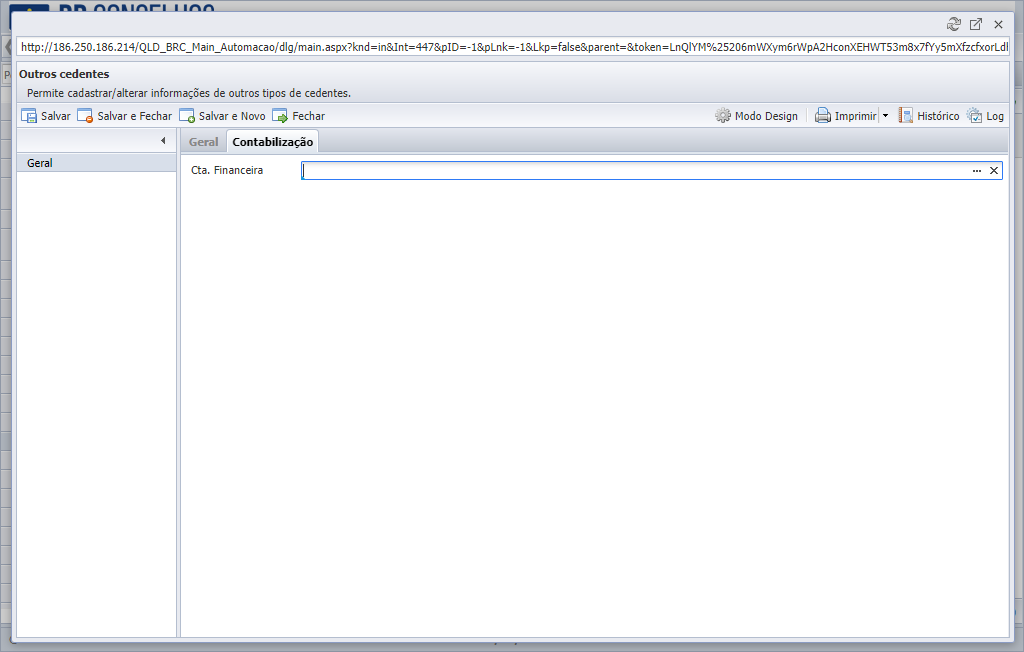 http://186.250.186.214/QLD_BRC_Main_Automacao/dlg/main.aspx?knd=in&Int=447&pID=-1&pLnk=-1&Lkp=false&parent=&token=LnQlYM%25206mWXym6rWpA2HconXEHWT53m8x7fYy5mXfzcfxorLdl
Outros cedentes
Permite cadastrar/alterar informações de outros tipos de cedentes.
Salvar Salvar e Fechar Salvar e Novo Fechar Modo Design Imprimir Histórico Log
Geral Contabilização
Geral
Cta. Financeira